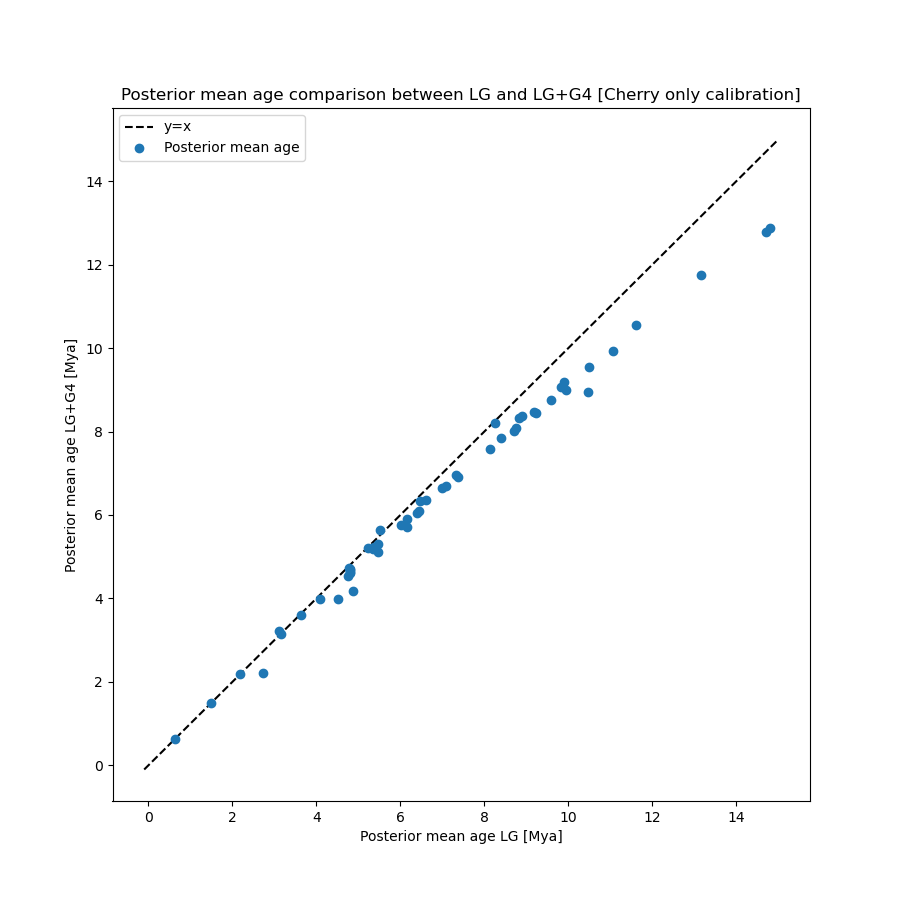 Posterior mean age comparison between LG and LG+G4 [Cherry only calibration]
y=x
Posterior mean age
14
12
10
8
6
4
2
0
Posterior mean age LG+G4 [Mya]
0 2 4 6 8 10 12 14
Posterior mean age LG [Mya]